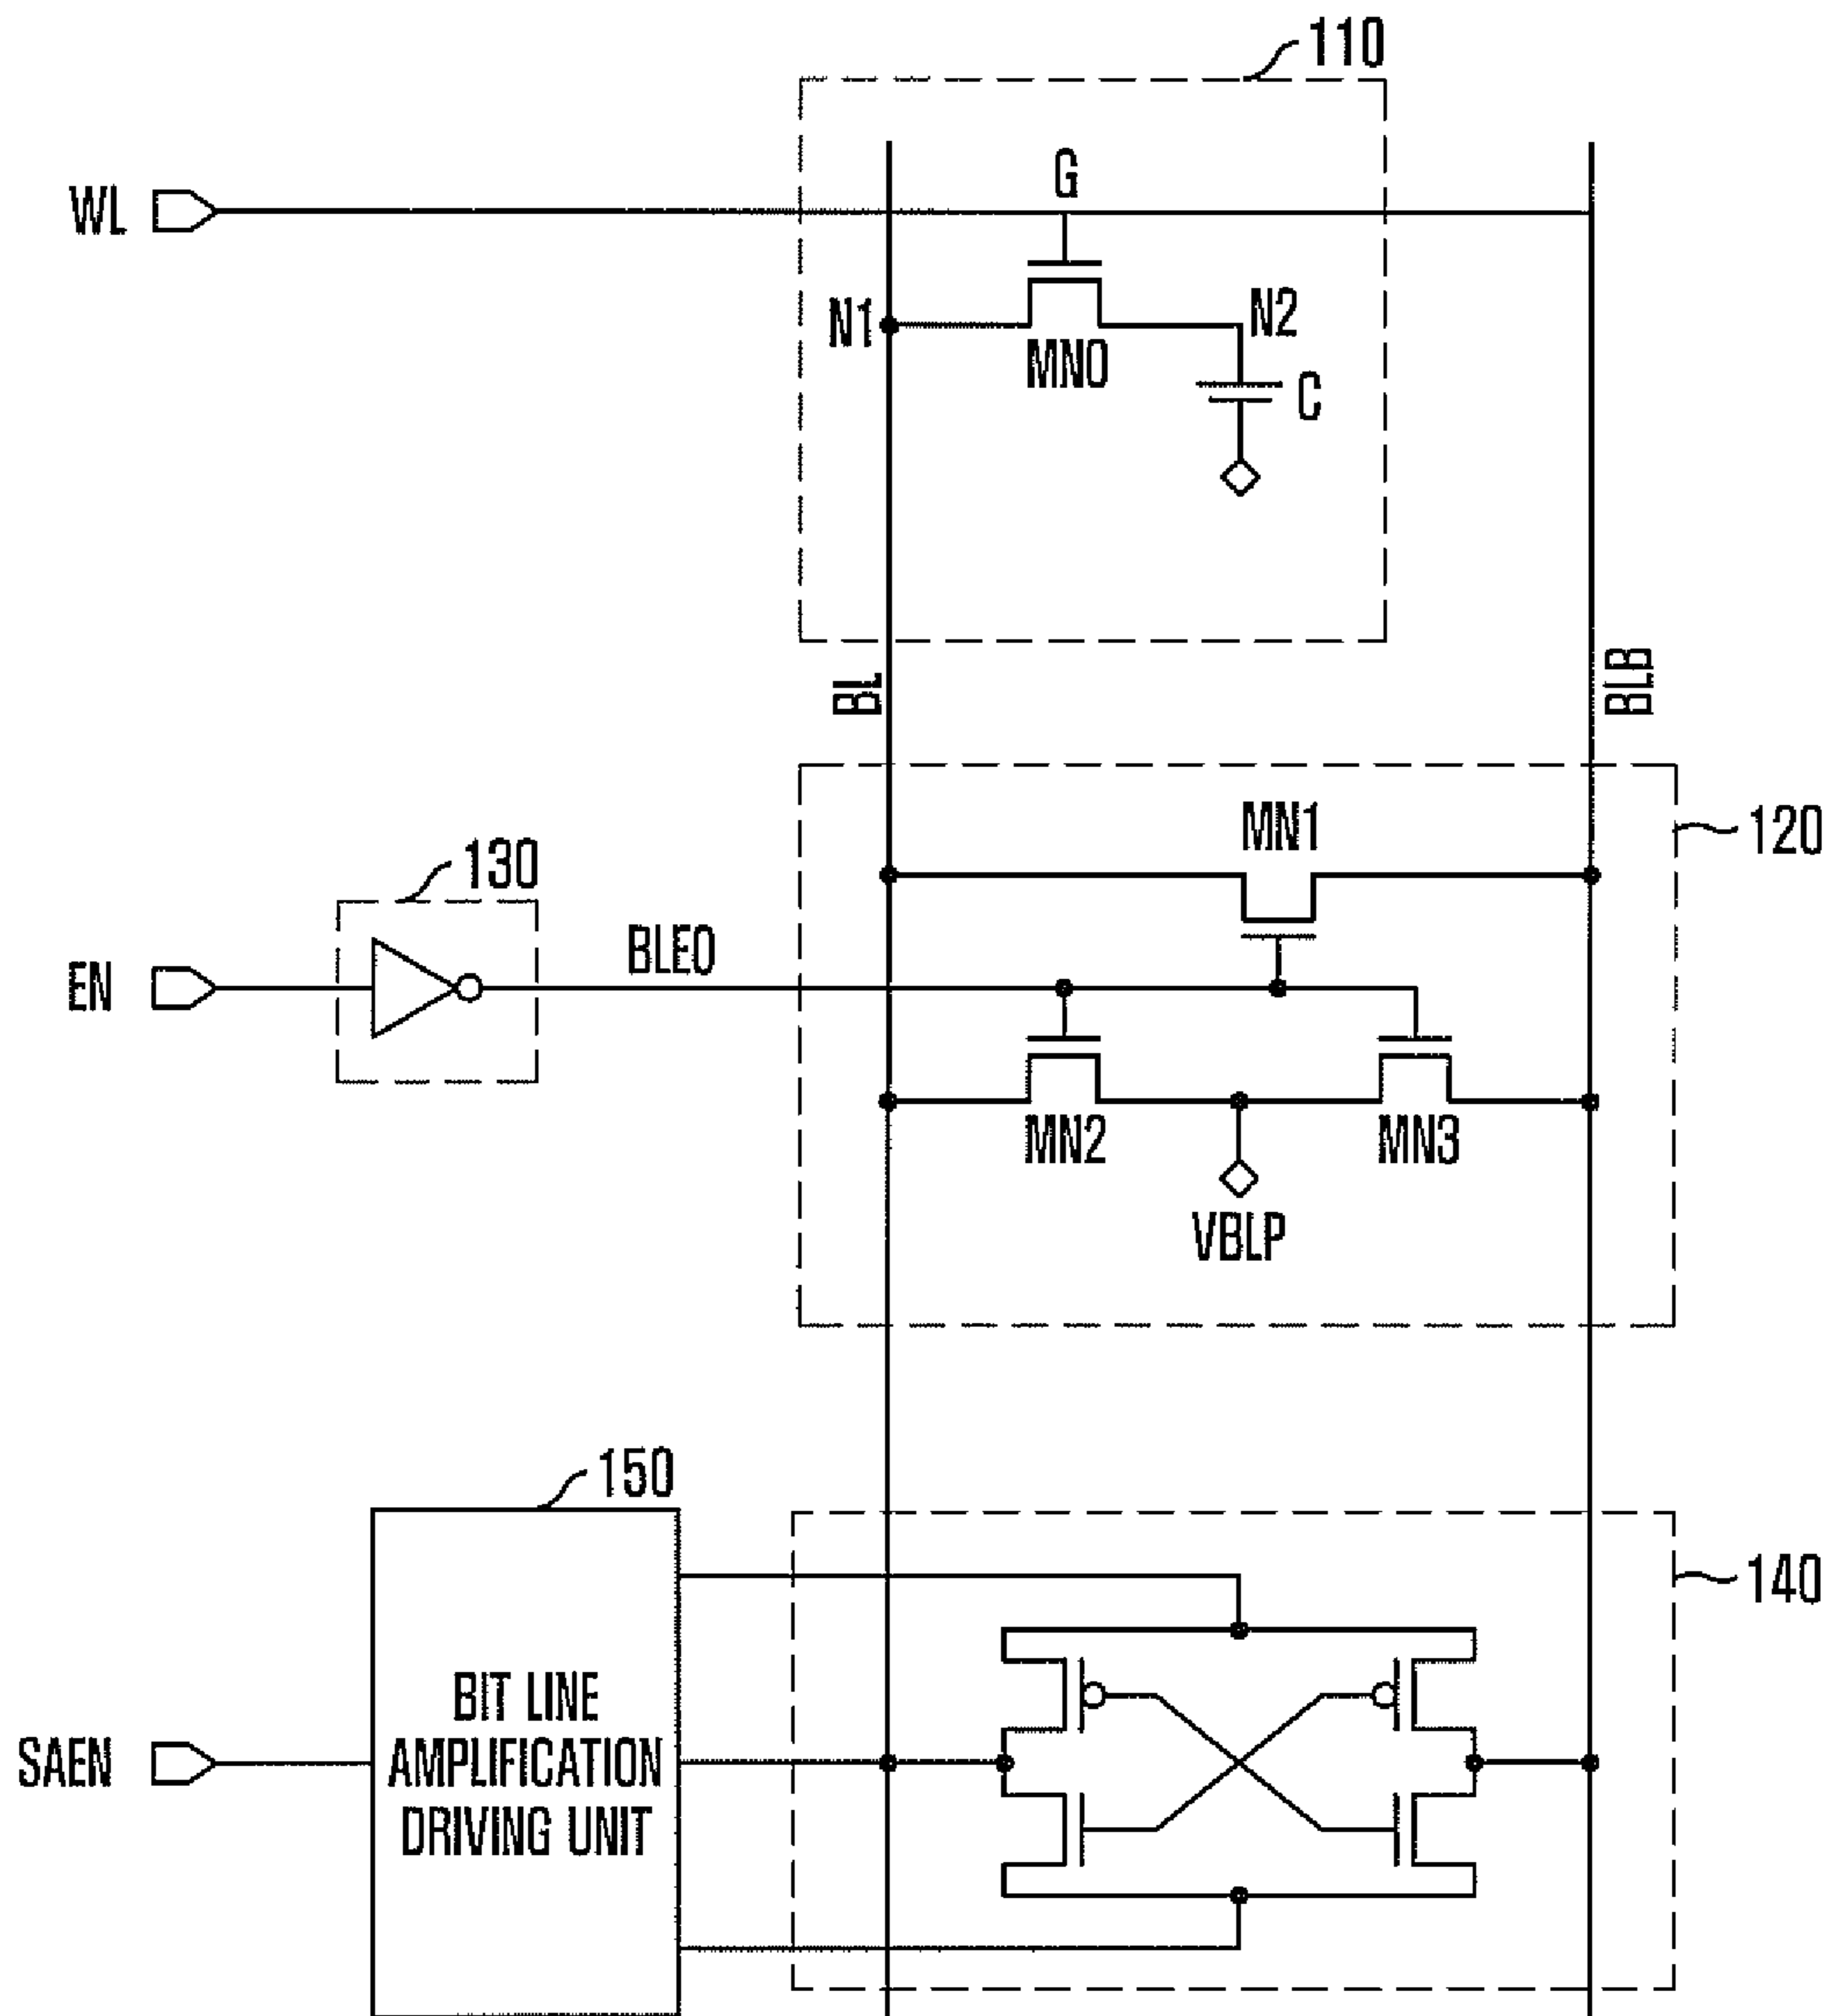 110
WL
G
N1
N2
MN0
C
BL
BLB
MN1
120
130
BLEQ
EN
MN2
MN3
VBLP
150
140
BIT LINE
AMPLIFICATION
DRIVING UNIT
SAEN